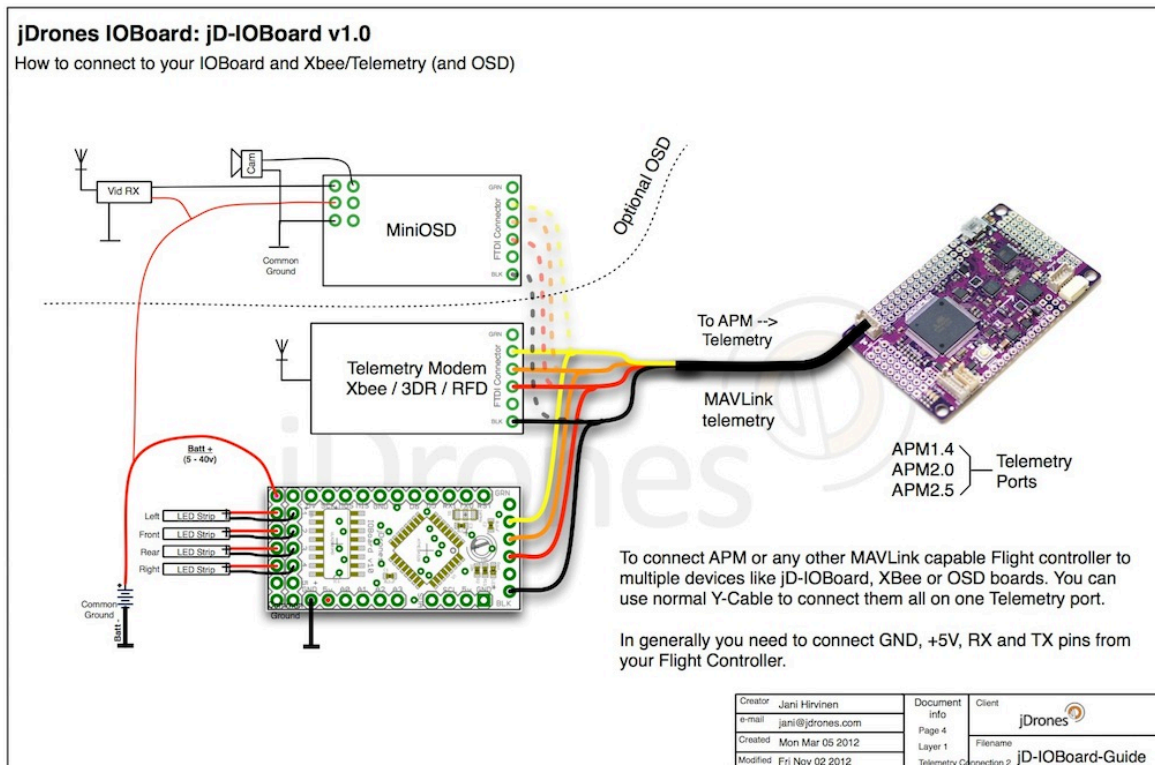 jDrones IOBoard: jD-IOBoard v1.0
How to connect to your IOBoard and Xbee/Telemetry (and OSD)
Vid RX
Cam
Common
Ground
MiniOSD
GRN
FTDI Connector
BLK
Optional OSD
Telemetry Modem
Xbee / 3DR / RFD
GRN
FTDI Connector
BLK
To APM -->
Telemetry
MAVLink
telemetry
APM1.4
APM2.0
APM2.5
Telemetry
Ports
jDrones
Batt +
(5 - 40v)
Left
LED Strip
Front
LED Strip
Rear
LED Strip
Right
LED Strip
GRN
BLK
IOBoard v10
Common
Ground
Batt -
To connect APM or any other MAVLink capable Flight controller to
multiple devices like jD-IOBoard, XBee or OSD boards. You can
use normal Y-Cable to connect them all on one Telemetry port.
In generally you need to connect GND, +5V, RX and TX pins from
your Flight Controller.
Creator Jani Hirvinen
e-mail jani@jdrones.com
Created Mon Mar 05 2012
Modified Fri Nov 02 2012
Document
info
Page 4
Layer 1
Telemetry Connection 2
Client
jDrones
Filename
jD-IOBoard-Guide